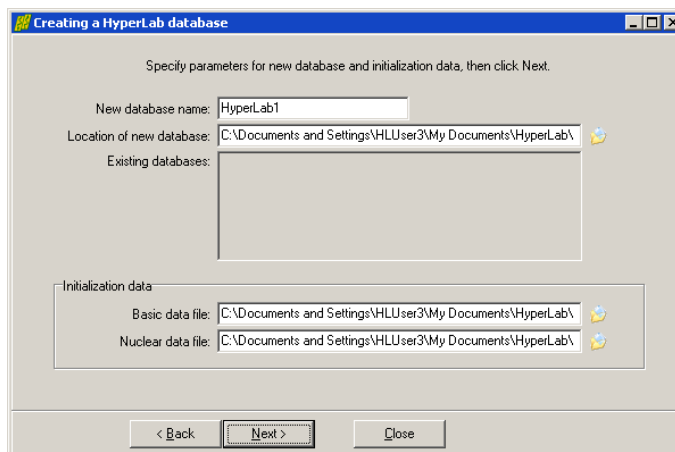 Creating a HyperLab database
Specify parameters for new database and initialization data, then click Next.
New database name: HyperLab1
Location of new database: C:\Documents and Settings\HLUser3\My Documents\HyperLab\
Existing databases:
Initialization data
Basic data file: C:\Documents and Settings\HLUser3\My Documents\HyperLab\
Nuclear data file: C:\Documents and Settings\HLUser3\My Documents\HyperLab\
< Back Next > Close